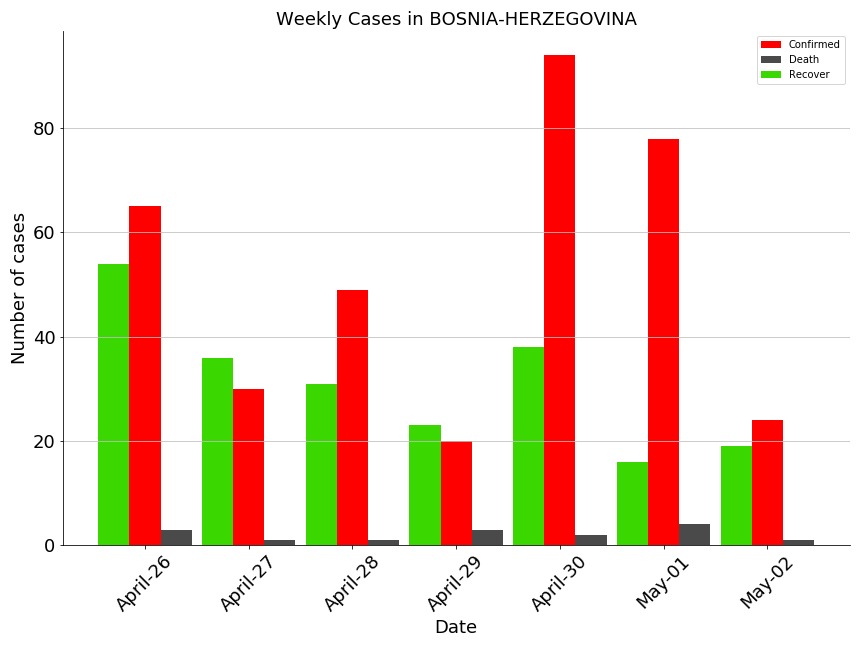 Weekly Cases in BOSNIA-HERZEGOVINA
Confirmed
Death
Recover
Number of cases
80
60
40
20
0
April-26
April-27
April-28
April-29
April-30
May-01
May-02
Date